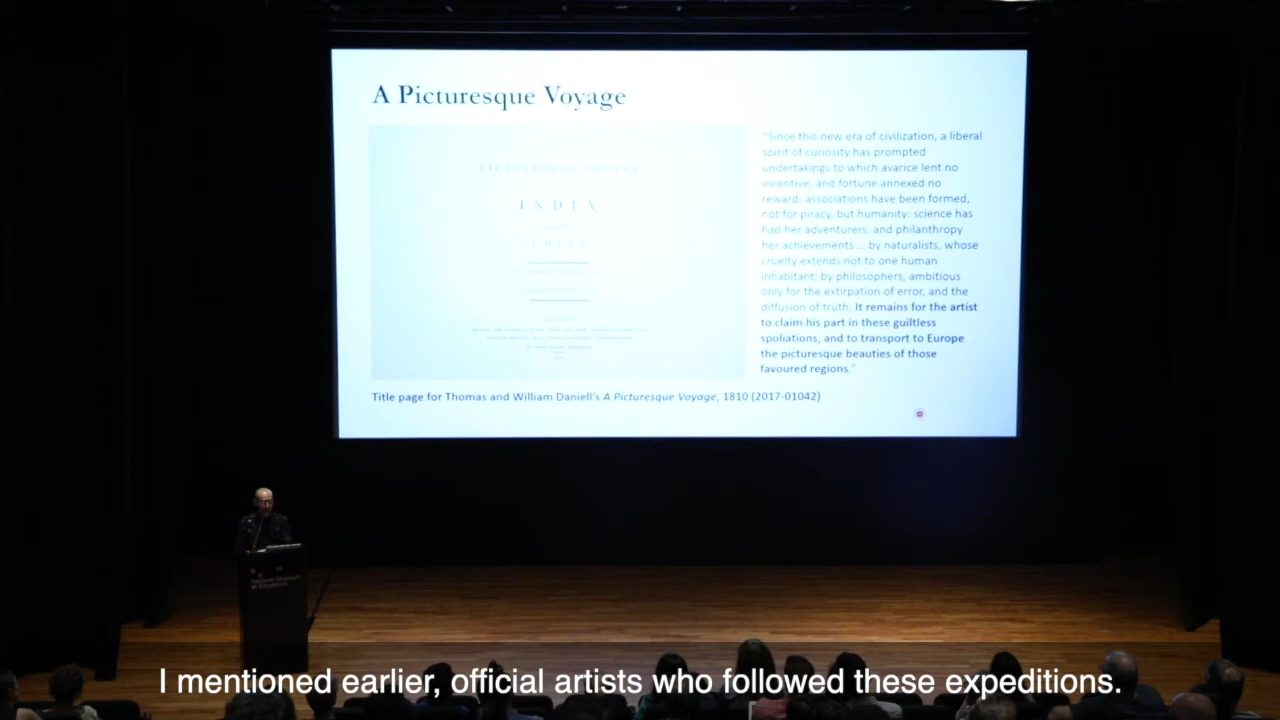 A Picturesque Voyage
PICTURESQUE VOYAGE
INDIA
CHINA
"Since this new era of civilization, a liberal
spirit of curiosity has prompted
undertakings to which avarice lent no
incentive, and fortune annexed no
reward: associations have been formed,
not for piracy, but humanity: science has
had her adventurers, and philanthropy
her achievements ... by naturalists, whose
cruelty extends not to one human
inhabitant; by philosophers, ambitious
only for the extirpation of error, and the
diffusion of truth. It remains for the artist
to claim his part in these guiltless
spoliations, and to transport to Europe
the picturesque beauties of those
favoured regions."
Title page for Thomas and William Daniell's A Picturesque Voyage, 1810 (2017-01042)
I mentioned earlier, official artists who followed these expeditions.